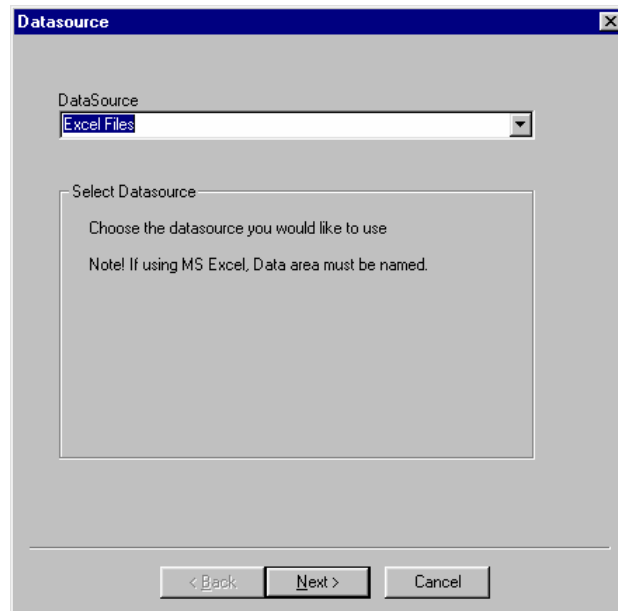 Datasource
DataSource
Excel Files
Select Datasource
Choose the datasource you would like to use
Note! If using MS Excel, Data area must be named.
< Back Next > Cancel